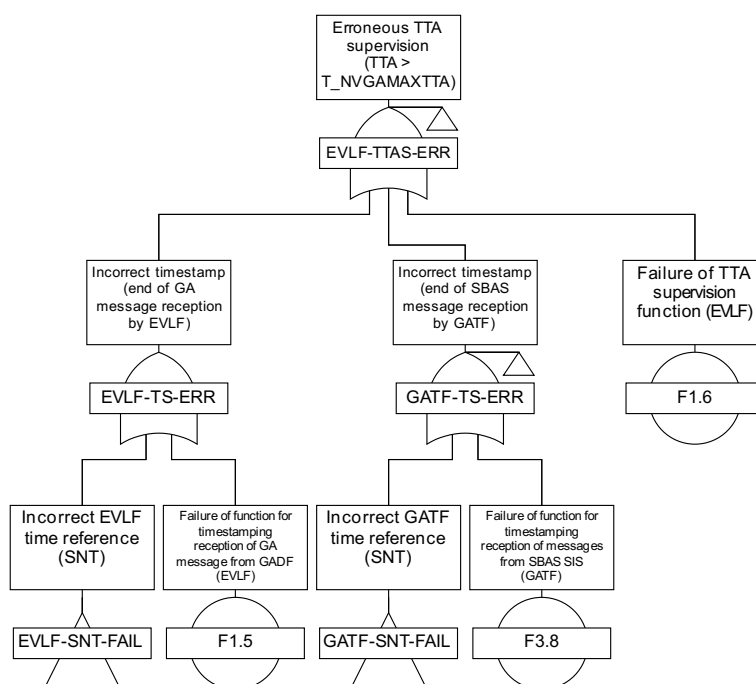 Erroneous TTA
supervision
(TTA >
T_NVGAMAXTTA)
EVLF-TTAS-ERR
Incorrect timestamp
(end of GA
message reception
by EVLF)
Incorrect timestamp
(end of SBAS
message reception
by GATF)
Failure of TTA
supervision
function (EVLF)
EVLF-TS-ERR
GATF-TS-ERR
F1.6
Incorrect EVLF
time reference
(SNT)
Failure of function for
timestamping
reception of GA
message from GADF
(EVLF)
Incorrect GATF
time reference
(SNT)
Failure of function for
timestamping
reception of messages
from SBAS SIS
(GATF)
EVLF-SNT-FAIL
F1.5
GATF-SNT-FAIL
F3.8